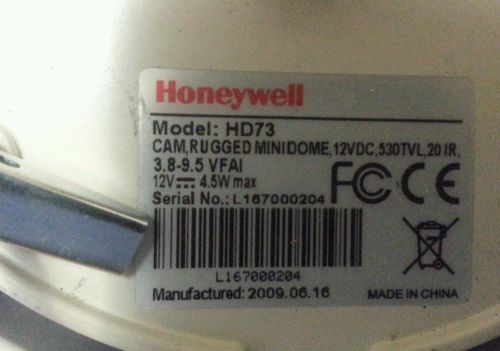 Honeywell
Model: HD73
CAM,RUGGED MINIDOME,12VDC,530TVL,20 IR,
3.8-9.5 VFAI
12V⎓ 4.5W max
FC CE
Serial No.: L167000204
L167000204
Manufactured: 2009.06.16
MADE IN CHINA